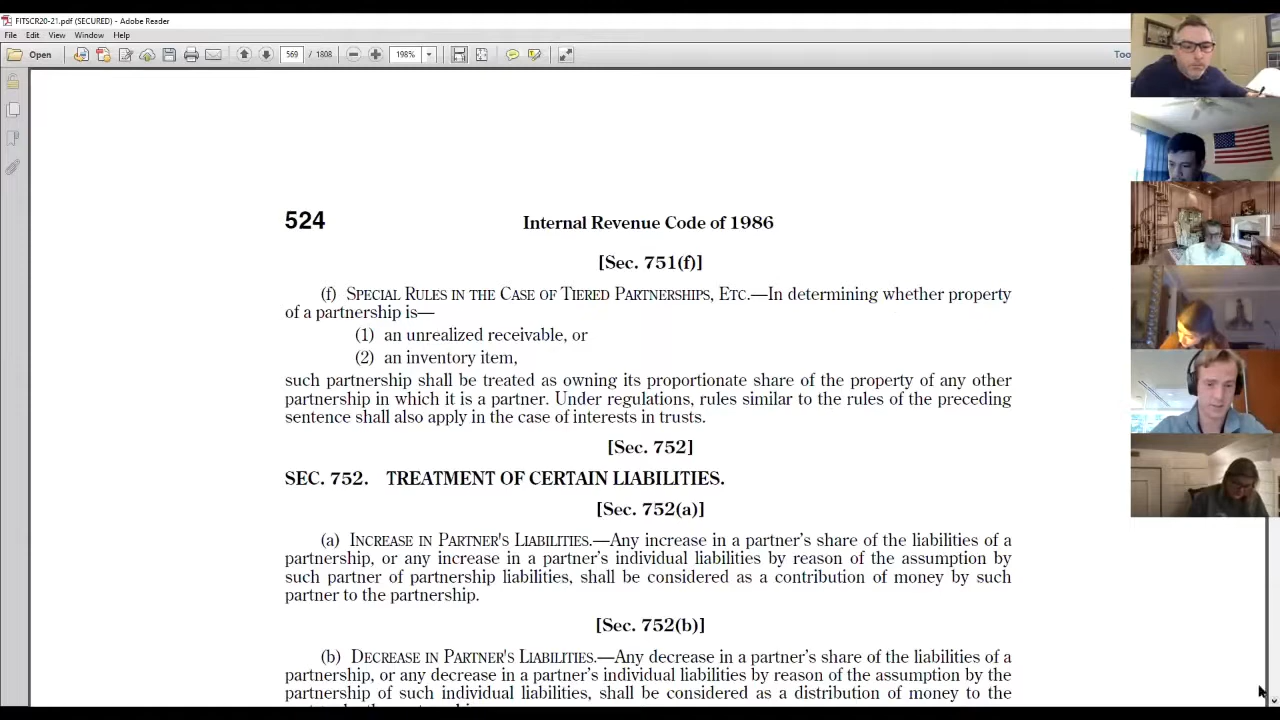 FITSCR20-21.pdf (SECURED) - Adobe Reader
File Edit View Window Help
Open 569 / 1808 198% Too
524 Internal Revenue Code of 1986
[Sec. 751(f)]
(f) SPECIAL RULES IN THE CASE OF TIERED PARTNERSHIPS, ETC.—In determining whether property
of a partnership is—
(1) an unrealized receivable, or
(2) an inventory item,
such partnership shall be treated as owning its proportionate share of the property of any other
partnership in which it is a partner. Under regulations, rules similar to the rules of the preceding
sentence shall also apply in the case of interests in trusts.
[Sec. 752]
SEC. 752. TREATMENT OF CERTAIN LIABILITIES.
[Sec. 752(a)]
(a) INCREASE IN PARTNER'S LIABILITIES.—Any increase in a partner's share of the liabilities of a
partnership, or any increase in a partner's individual liabilities by reason of the assumption by
such partner of partnership liabilities, shall be considered as a contribution of money by such
partner to the partnership.
[Sec. 752(b)]
(b) DECREASE IN PARTNER'S LIABILITIES.—Any decrease in a partner's share of the liabilities of a
partnership, or any decrease in a partner's individual liabilities by reason of the assumption by the
partnership of such individual liabilities, shall be considered as a distribution of money to the